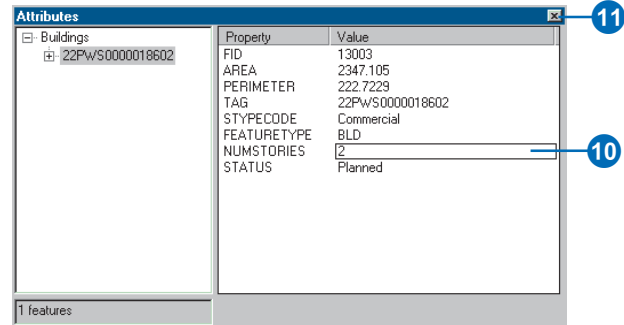 Attributes
11
Buildings
22PWS0000018602
Property Value
FID 13003
AREA 2347.105
PERIMETER 222.7229
TAG 22PWS0000018602
STYPECODE Commercial
FEATURETYPE BLD
NUMSTORIES 2
10
STATUS Planned
1 features